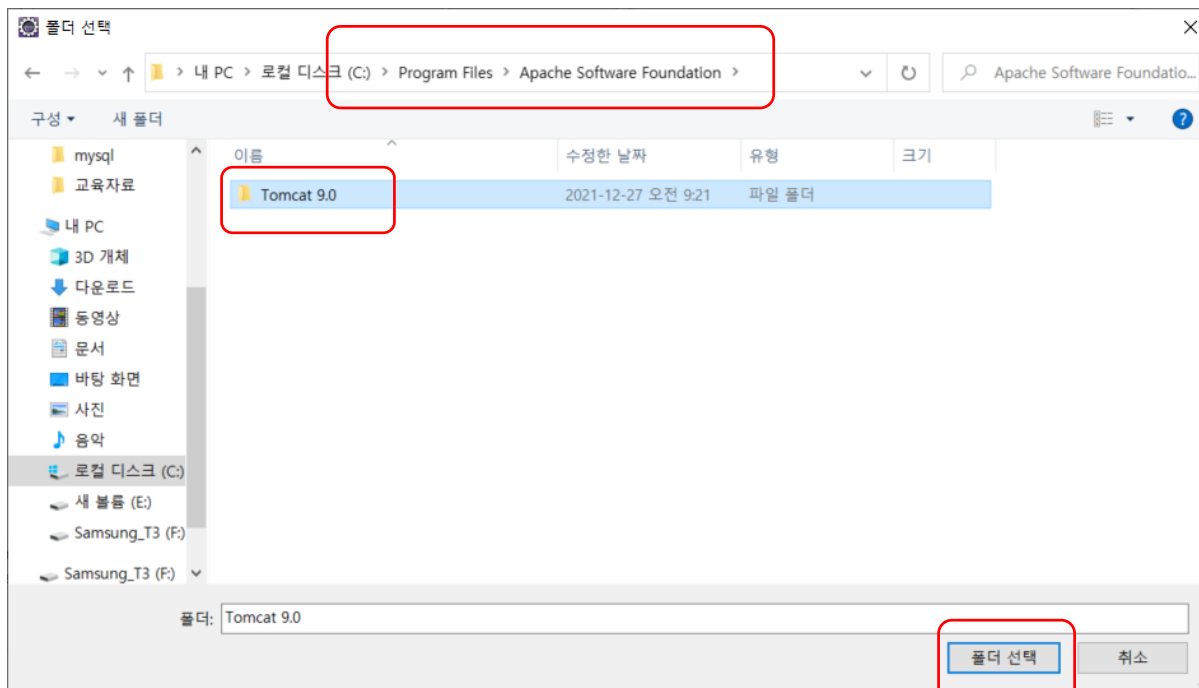 폴더 선택
내 PC > 로컬 디스크 (C:) > Program Files > Apache Software Foundation >
Apache Software Foundatio...
구성 새 폴더
이름 수정한 날짜 유형 크기
Tomcat 9.0 2021-12-27 오전 9:21 파일 폴더
mysql
교육자료
내 PC
3D 개체
다운로드
동영상
문서
바탕 화면
사진
음악
로컬 디스크 (C:)
새 볼륨 (E:)
Samsung_T3 (F:)
Samsung_T3 (F:)
폴더: Tomcat 9.0
폴더 선택 취소